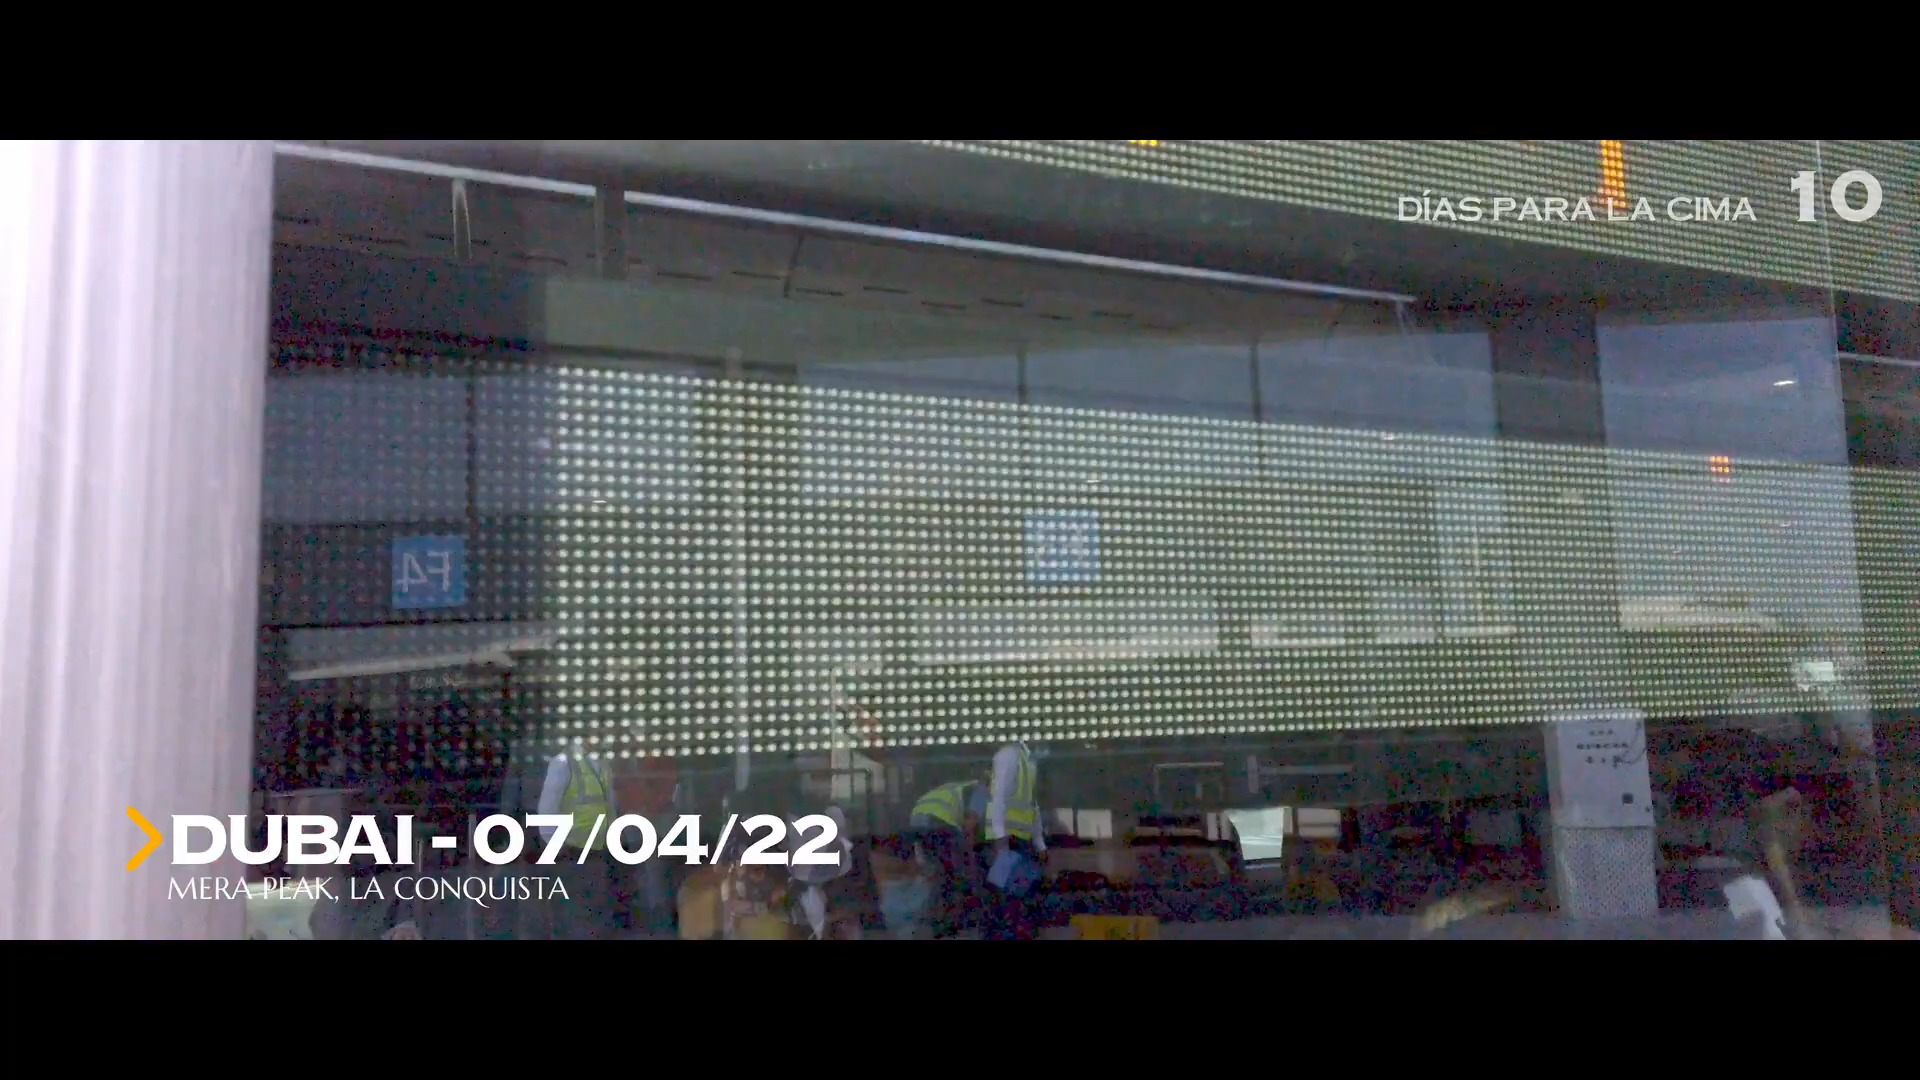 DÍAS PARA LA CIMA 10
F4
DUBAI - 07/04/22
MERA PEAK, LA CONQUISTA